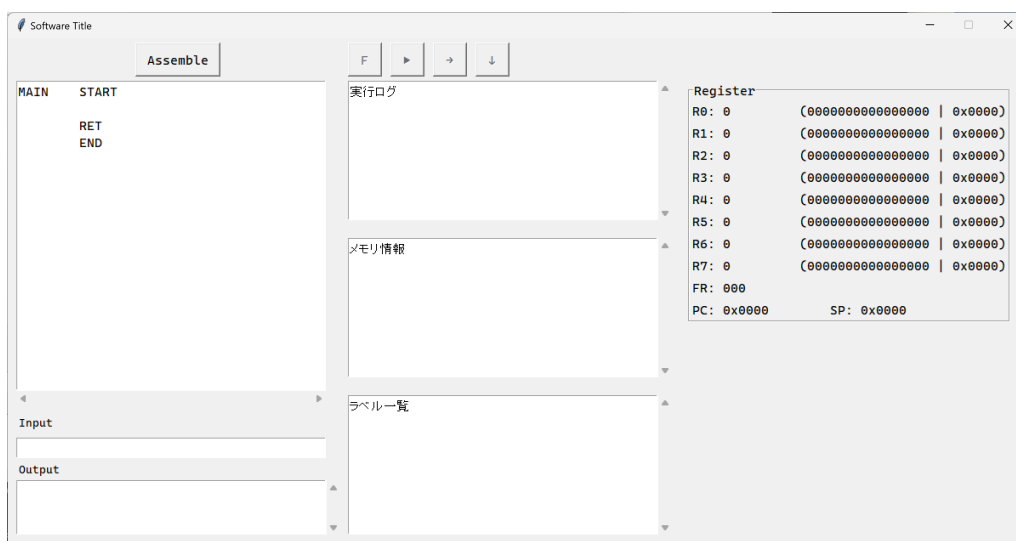 Software Title
Assemble
F ▶ → ↓
MAIN    START
        RET
        END
Input
Output
実行ログ
メモリ情報
ラベル一覧
Register
R0: 0         (0000000000000000 | 0x0000)
R1: 0         (0000000000000000 | 0x0000)
R2: 0         (0000000000000000 | 0x0000)
R3: 0         (0000000000000000 | 0x0000)
R4: 0         (0000000000000000 | 0x0000)
R5: 0         (0000000000000000 | 0x0000)
R6: 0         (0000000000000000 | 0x0000)
R7: 0         (0000000000000000 | 0x0000)
FR: 000
PC: 0x0000        SP: 0x0000